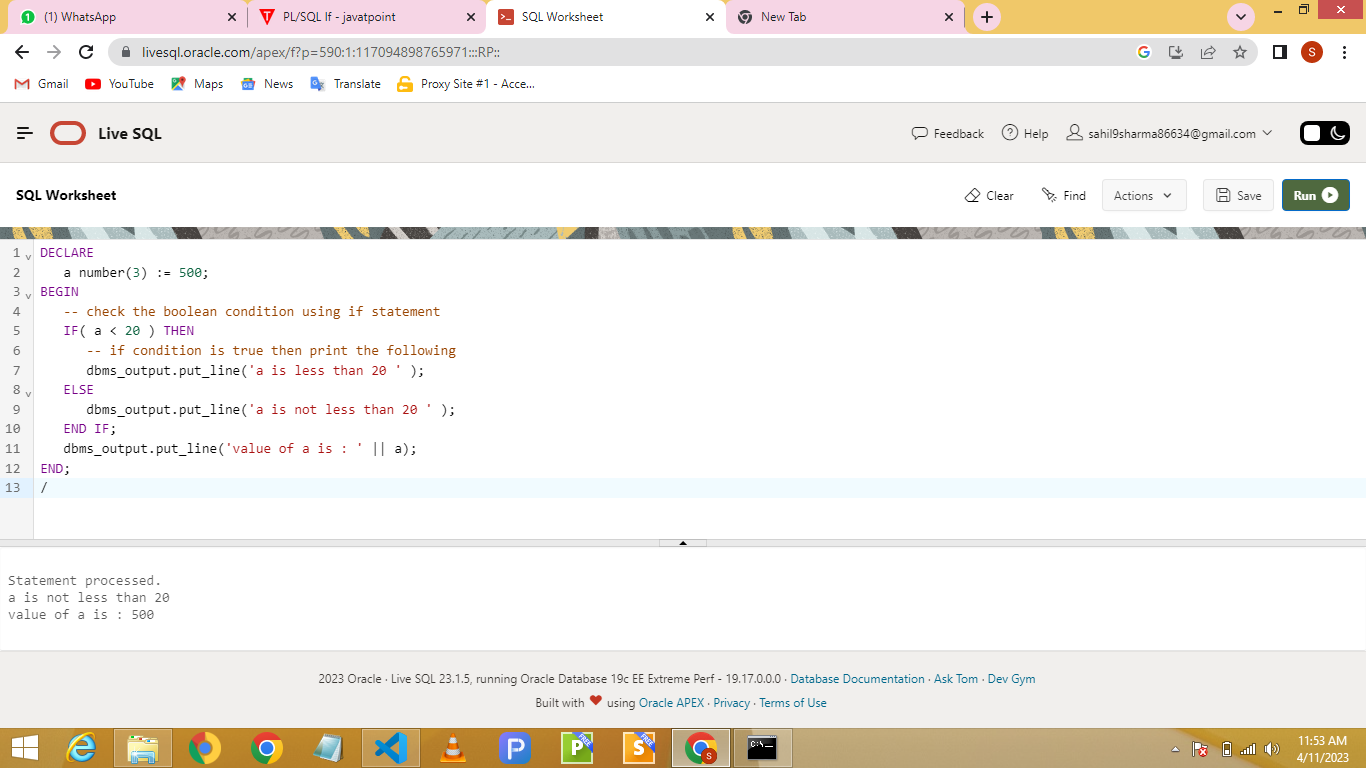 (1) WhatsApp
PL/SQL If - javatpoint
SQL Worksheet
New Tab
livesql.oracle.com/apex/f?p=590:1:117094898765971:::RP::
S
Gmail
YouTube
Maps
News
Translate
Proxy Site #1 - Acce...
Live SQL
Feedback
Help
sahil9sharma86634@gmail.com
SQL Worksheet
Clear
Find
Actions
Save
Run
1 DECLARE
2 a number(3) := 500;
3 BEGIN
4 -- check the boolean condition using if statement
5 IF( a < 20 ) THEN
6 -- if condition is true then print the following
7 dbms_output.put_line('a is less than 20 ' );
8 ELSE
9 dbms_output.put_line('a is not less than 20 ' );
10 END IF;
11 dbms_output.put_line('value of a is : ' || a);
12 END;
13 /
Statement processed.
a is not less than 20
value of a is : 500
2023 Oracle · Live SQL 23.1.5, running Oracle Database 19c EE Extreme Perf - 19.17.0.0.0 · Database Documentation · Ask Tom · Dev Gym
Built with ❤ using Oracle APEX · Privacy · Terms of Use
11:53 AM
4/11/2023